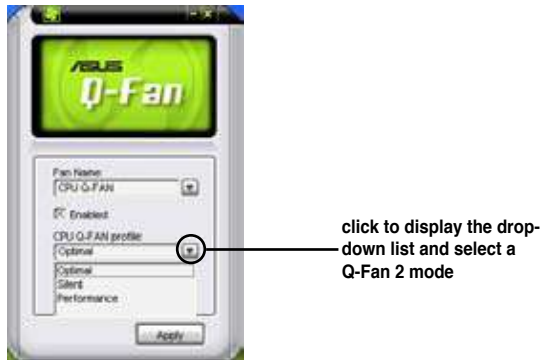 ASUS
Q-Fan
Fan Name:
CPU Q-FAN
Enabled
CPU Q-FAN profile:
Optimal
click to display the drop-
down list and select a
Q-Fan 2 mode
Optimal
Silent
Performance
Apply